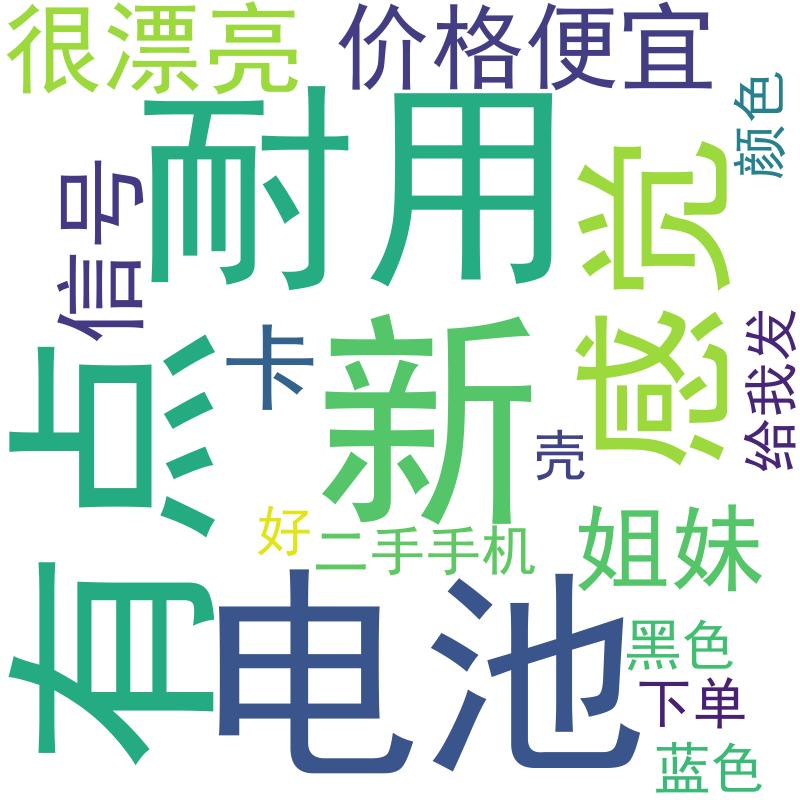 很漂亮
价格便宜
颜色
耐用
信号
感觉
给我发
卡
新
有点
壳
好
二手手机
姐妹
电池
黑色
下单
蓝色